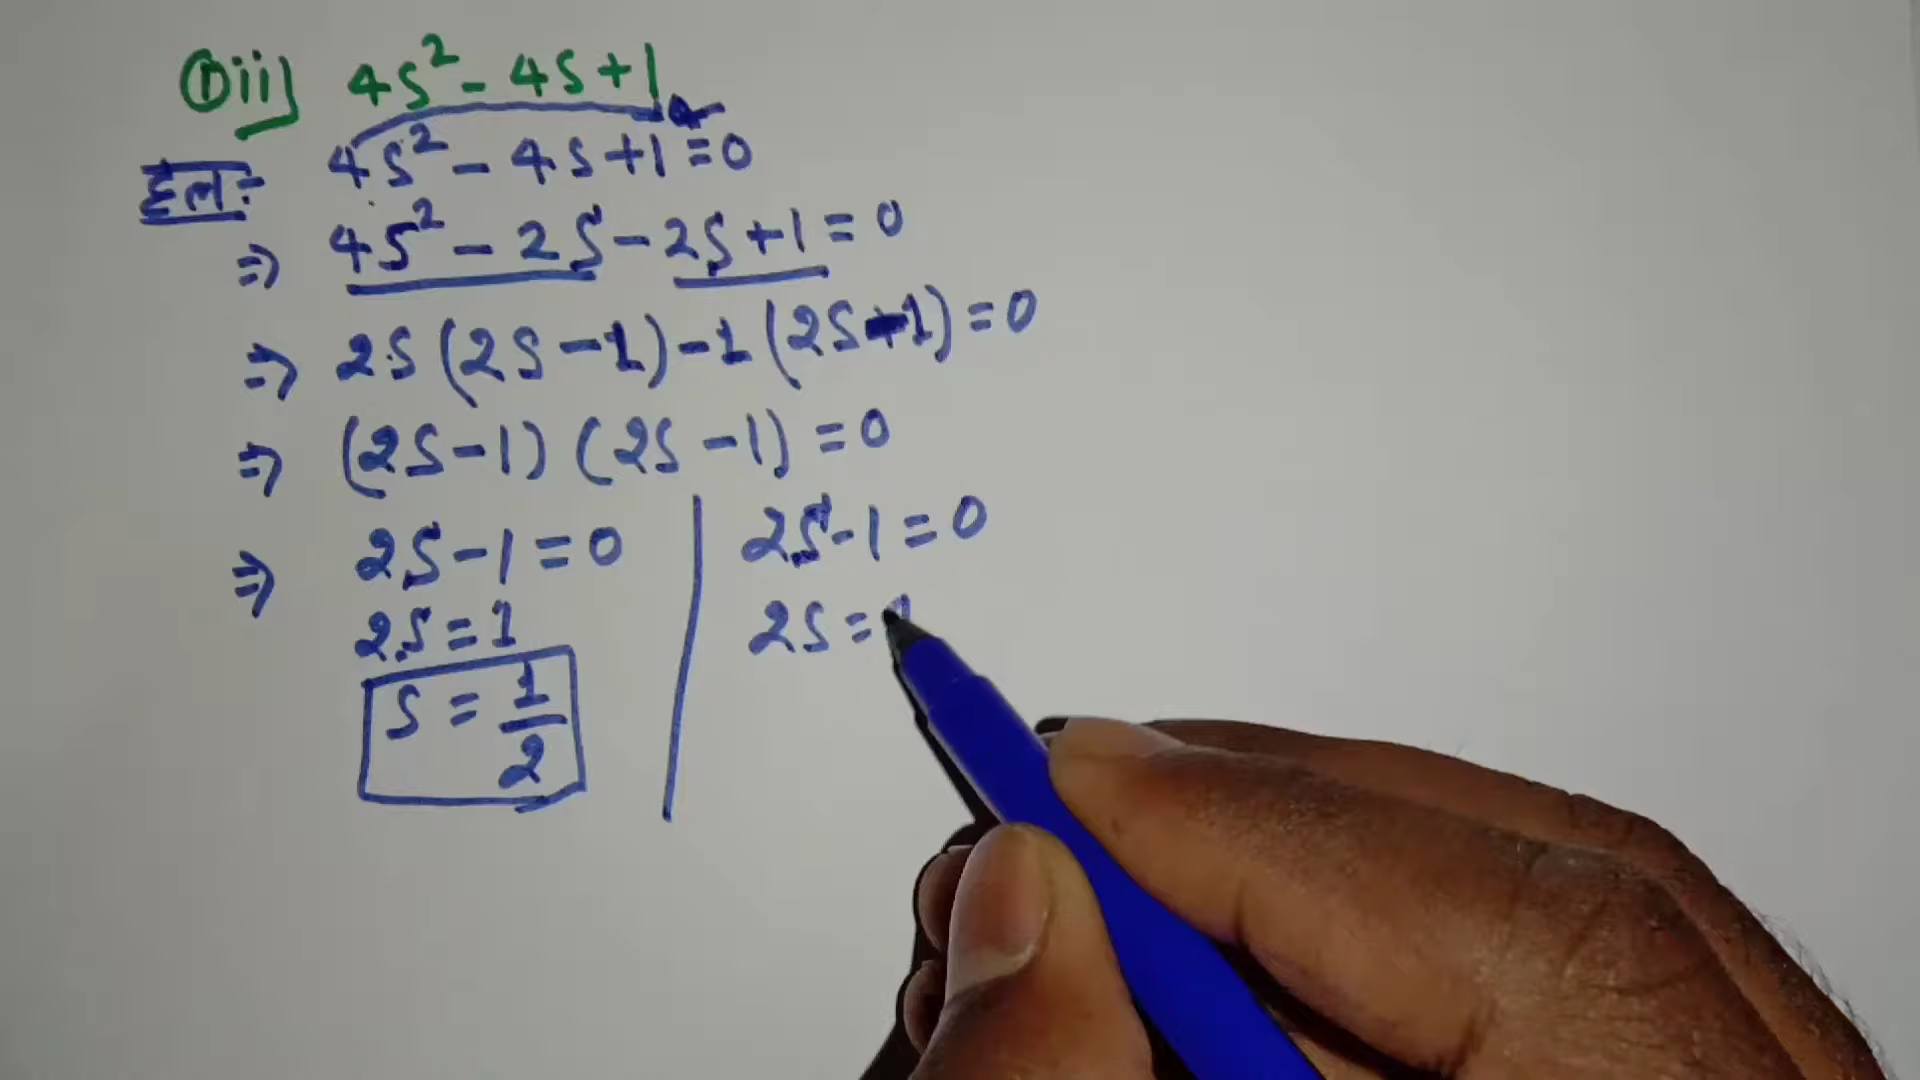 ①ii) 4s² - 4s + 1
हल:- 4s² - 4s + 1 = 0
⇒ 4s² - 2s - 2s + 1 = 0
⇒ 2s (2s - 1) - 1 (2s - 1) = 0
⇒ (2s - 1) (2s - 1) = 0
⇒ 2s - 1 = 0 | 2s - 1 = 0
2s = 1 | 2s =
s = 1/2